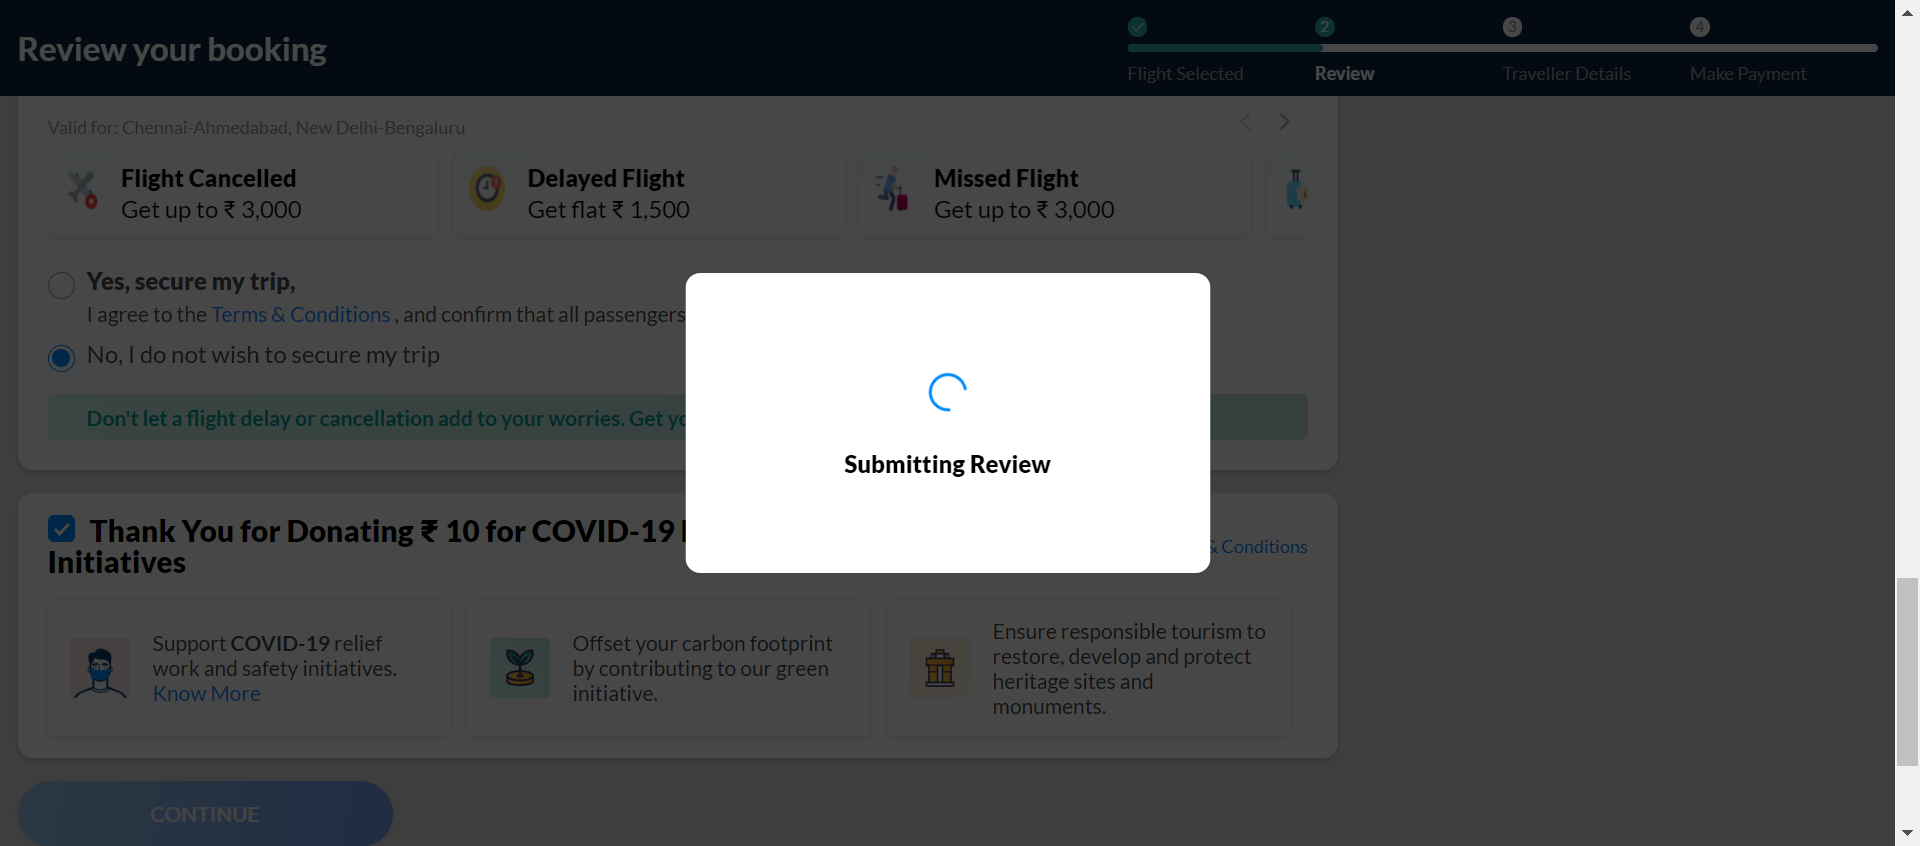 Review your booking
2
3
4
Flight Selected
Review
Traveller Details
Make Payment
Valid for: Chennai-Ahmedabad, New Delhi-Bengaluru
Flight Cancelled
Get up to ₹ 3,000
Delayed Flight
Get flat ₹ 1,500
Missed Flight
Get up to ₹ 3,000
Yes, secure my trip,
I agree to the Terms & Conditions , and confirm that all passengers
No, I do not wish to secure my trip
Don't let a flight delay or cancellation add to your worries. Get yo
Submitting Review
Thank You for Donating ₹ 10 for COVID-19
Initiatives
& Conditions
Support COVID-19 relief
work and safety initiatives.
Know More
Offset your carbon footprint
by contributing to our green
initiative.
Ensure responsible tourism to
restore, develop and protect
heritage sites and
monuments.
CONTINUE